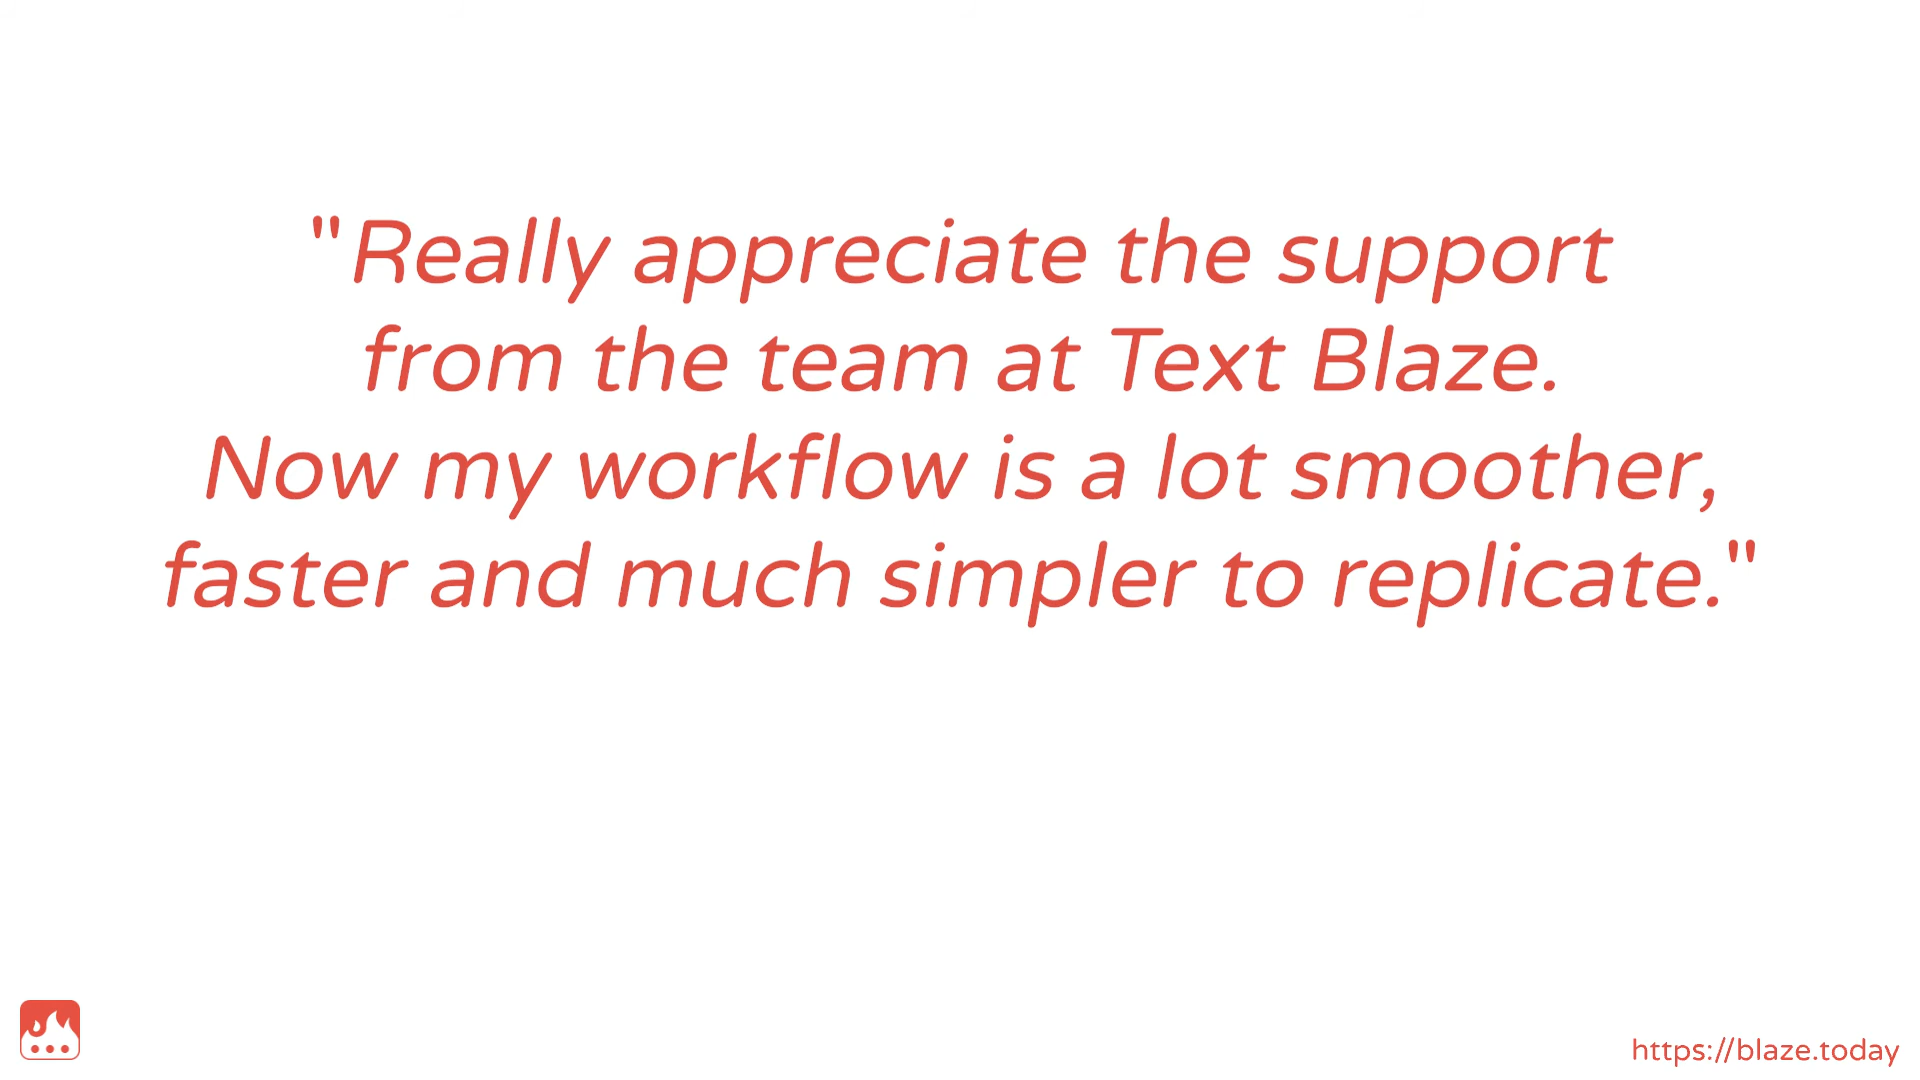 "Really appreciate the support
from the team at Text Blaze.
Now my workflow is a lot smoother,
faster and much simpler to replicate."
https://blaze.today